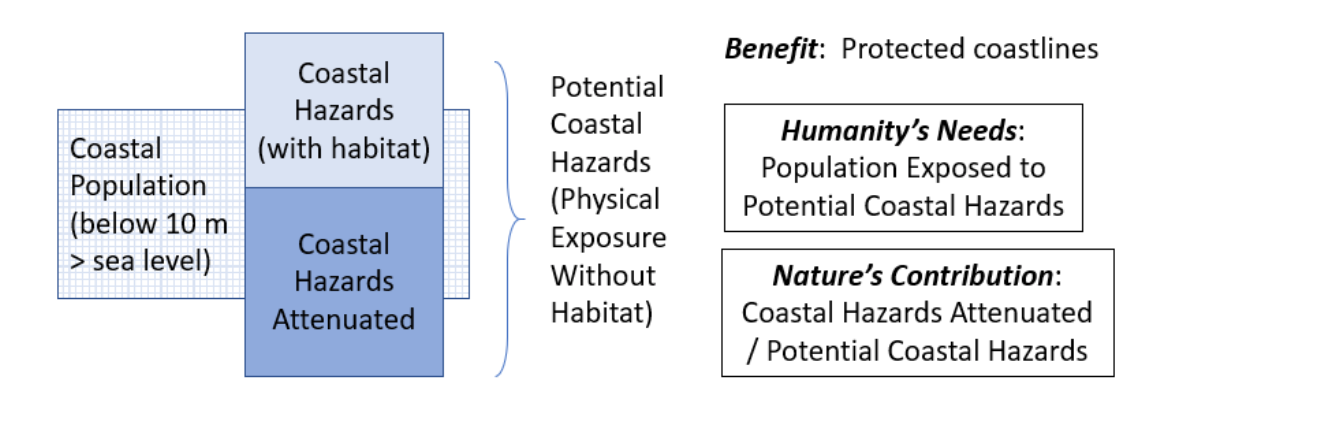 Coastal
Population
(below 10 m
> sea level)
Coastal
Hazards
(with habitat)
Coastal
Hazards
Attenuated
Potential
Coastal
Hazards
(Physical
Exposure
Without
Habitat)
Benefit: Protected coastlines
Humanity’s Needs:
Population Exposed to
Potential Coastal Hazards
Nature’s Contribution:
Coastal Hazards Attenuated
/ Potential Coastal Hazards